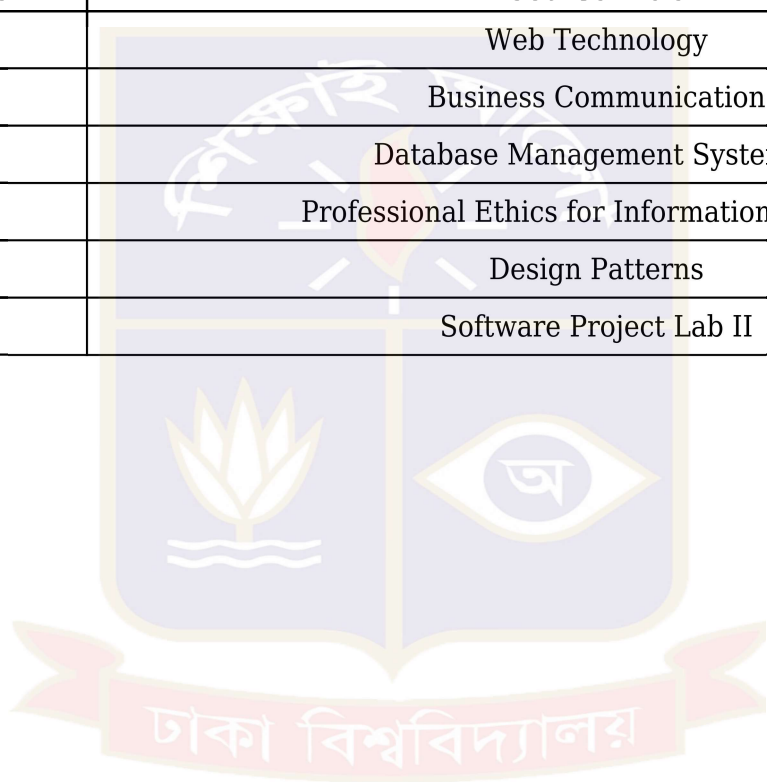 Web Technology
Business Communication
Database Management Syste
Professional Ethics for Information
Design Patterns
Software Project Lab II
শিক্ষাই আলো
অ
ঢাকা বিশ্ববিদ্যালয়